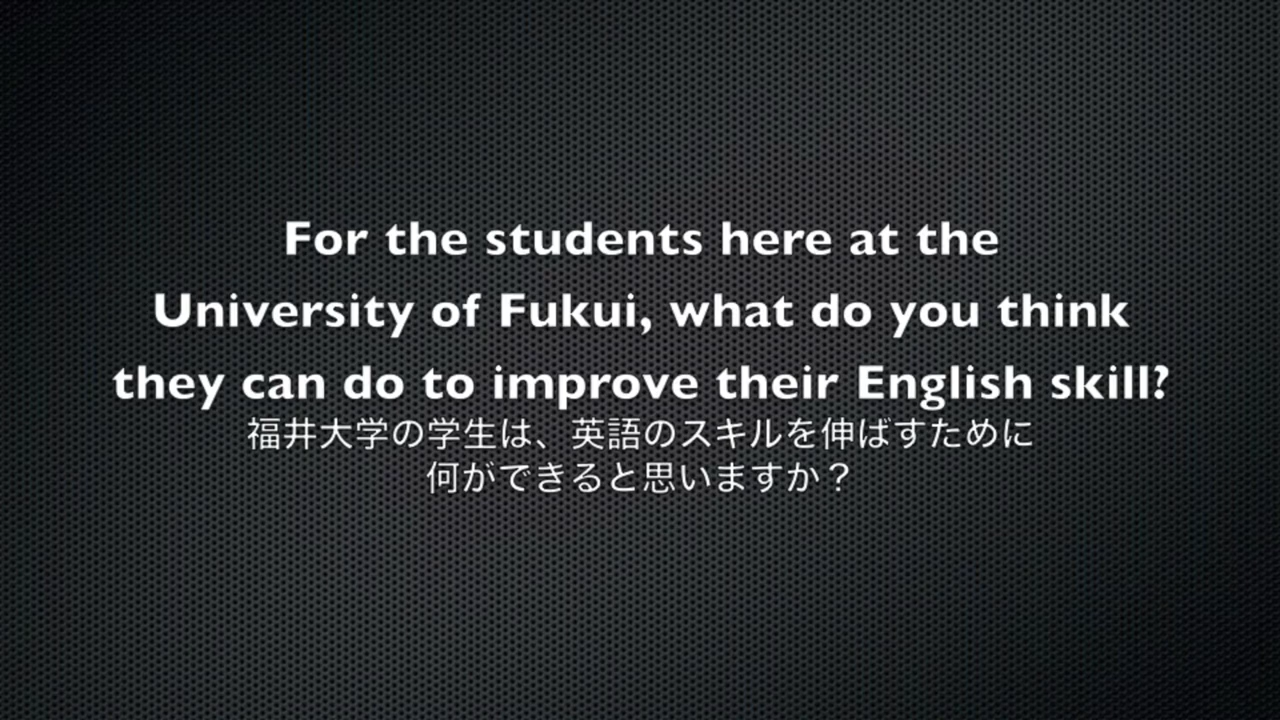 For the students here at the
University of Fukui, what do you think
they can do to improve their English skill?
福井大学の学生は、英語のスキルを伸ばすために
何ができると思いますか？